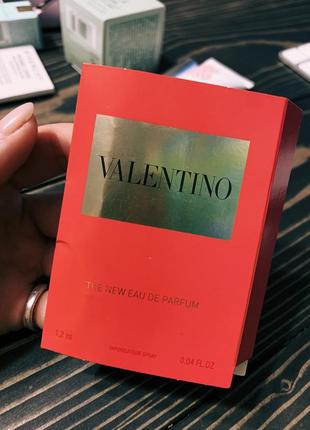 VALENTINO
THE NEW EAU DE PARFUM
1.2 ml 0.04 FL.OZ
VAPORISATEUR SPRAY